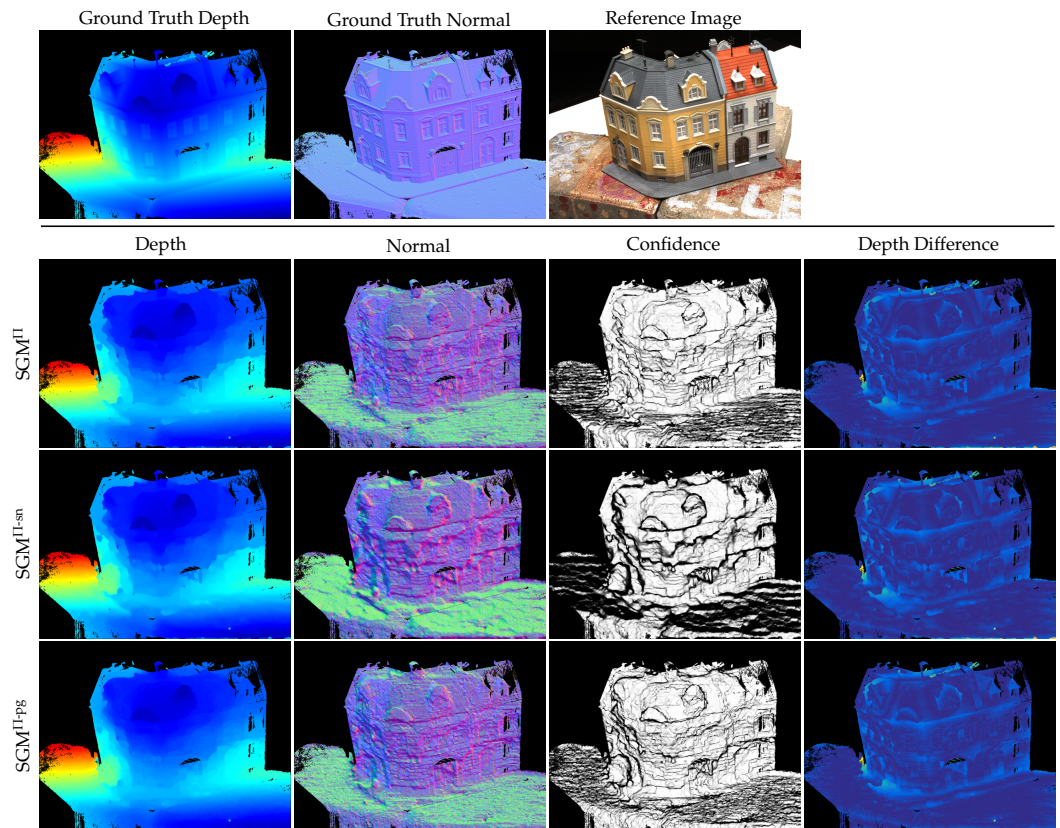 Ground Truth Depth
Ground Truth Normal
Reference Image
Depth
Normal
Confidence
Depth Difference
SGM^Π
SGM^Π-sn
SGM^Π-pg